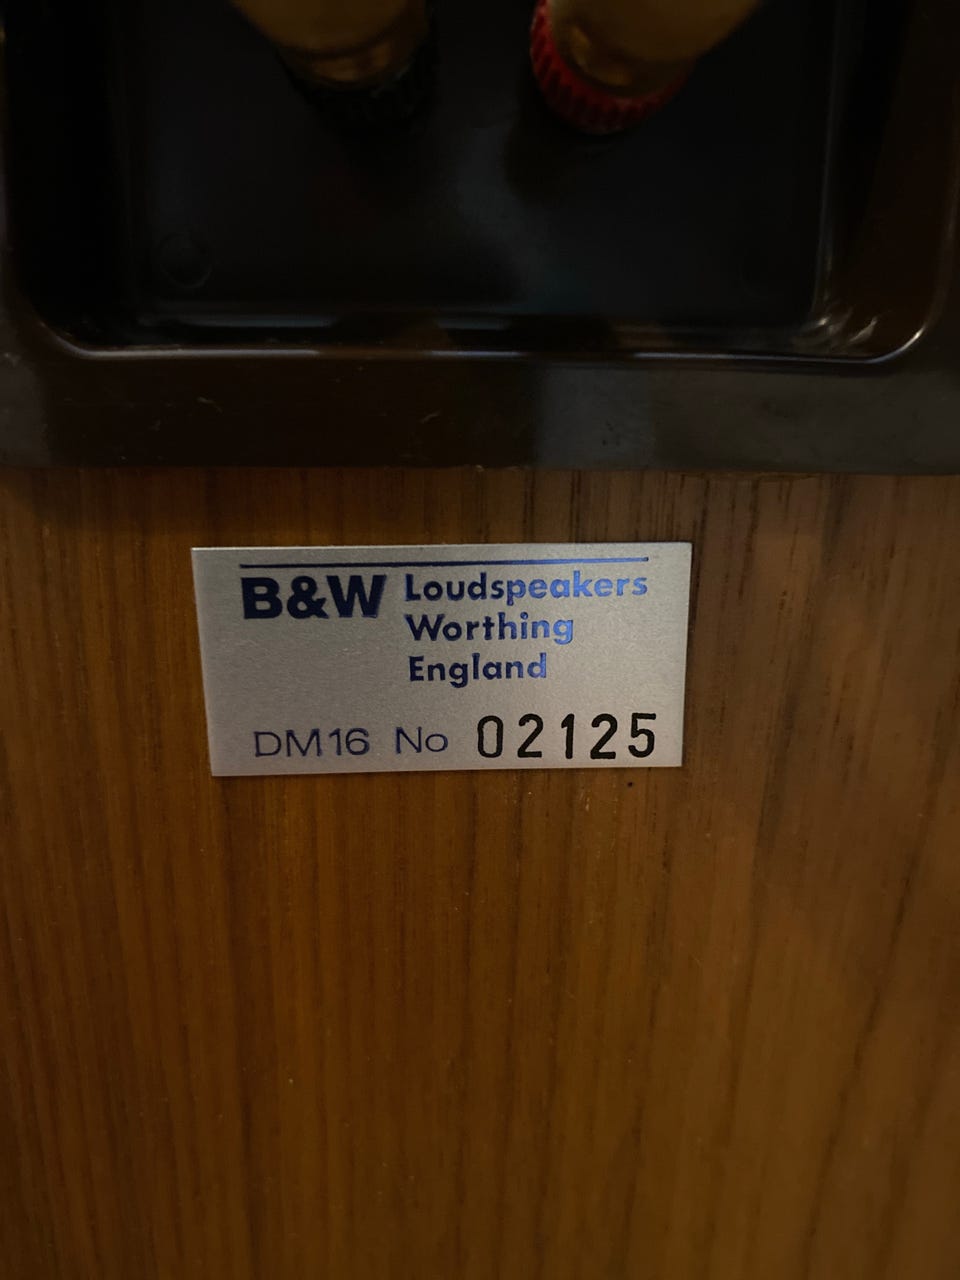 B&W Loudspeakers
Worthing
England
DM16 No 02125